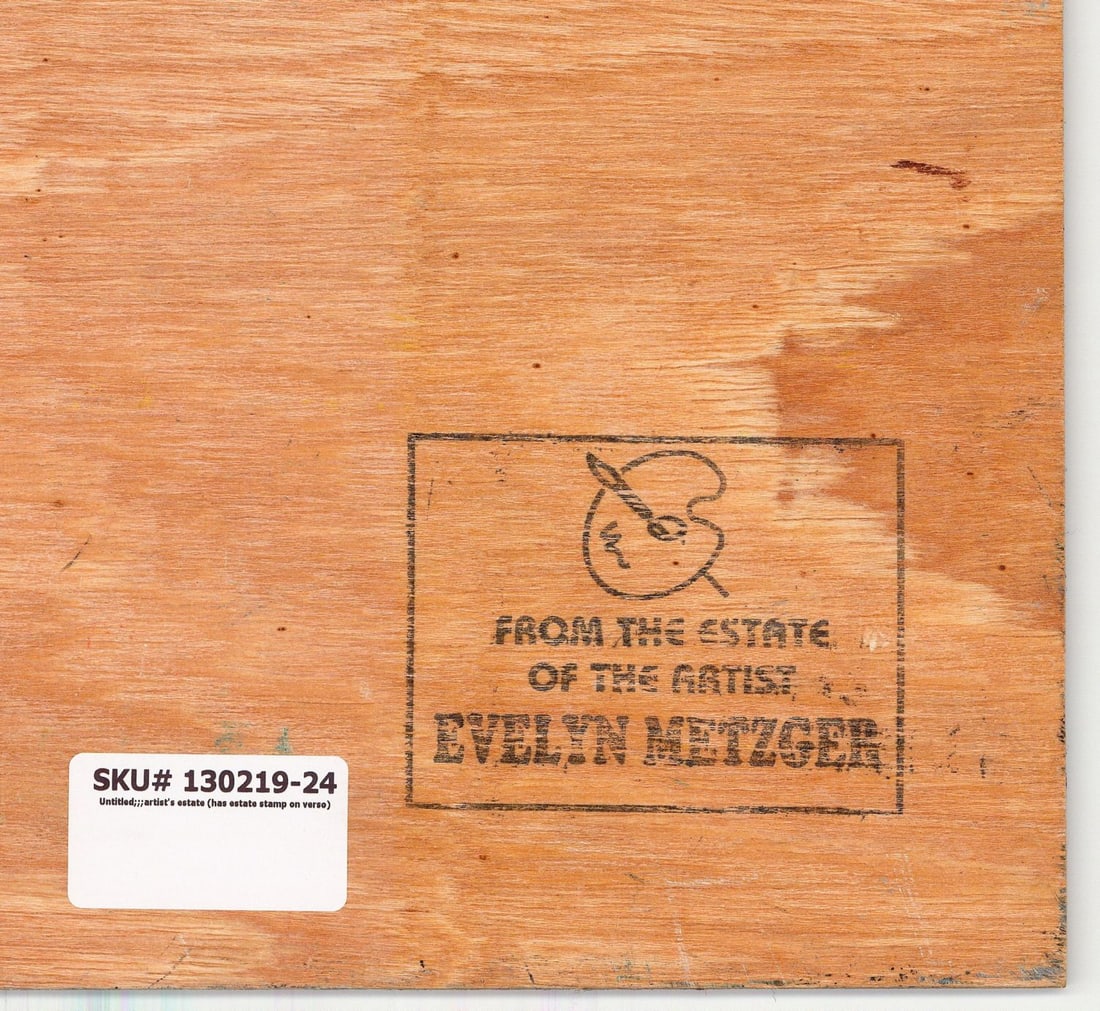 FROM THE ESTATE
OF THE ARTIST
EVELYN METZGER
SKU# 130219-24
Untitled;;;artist's estate (has estate stamp on verso)